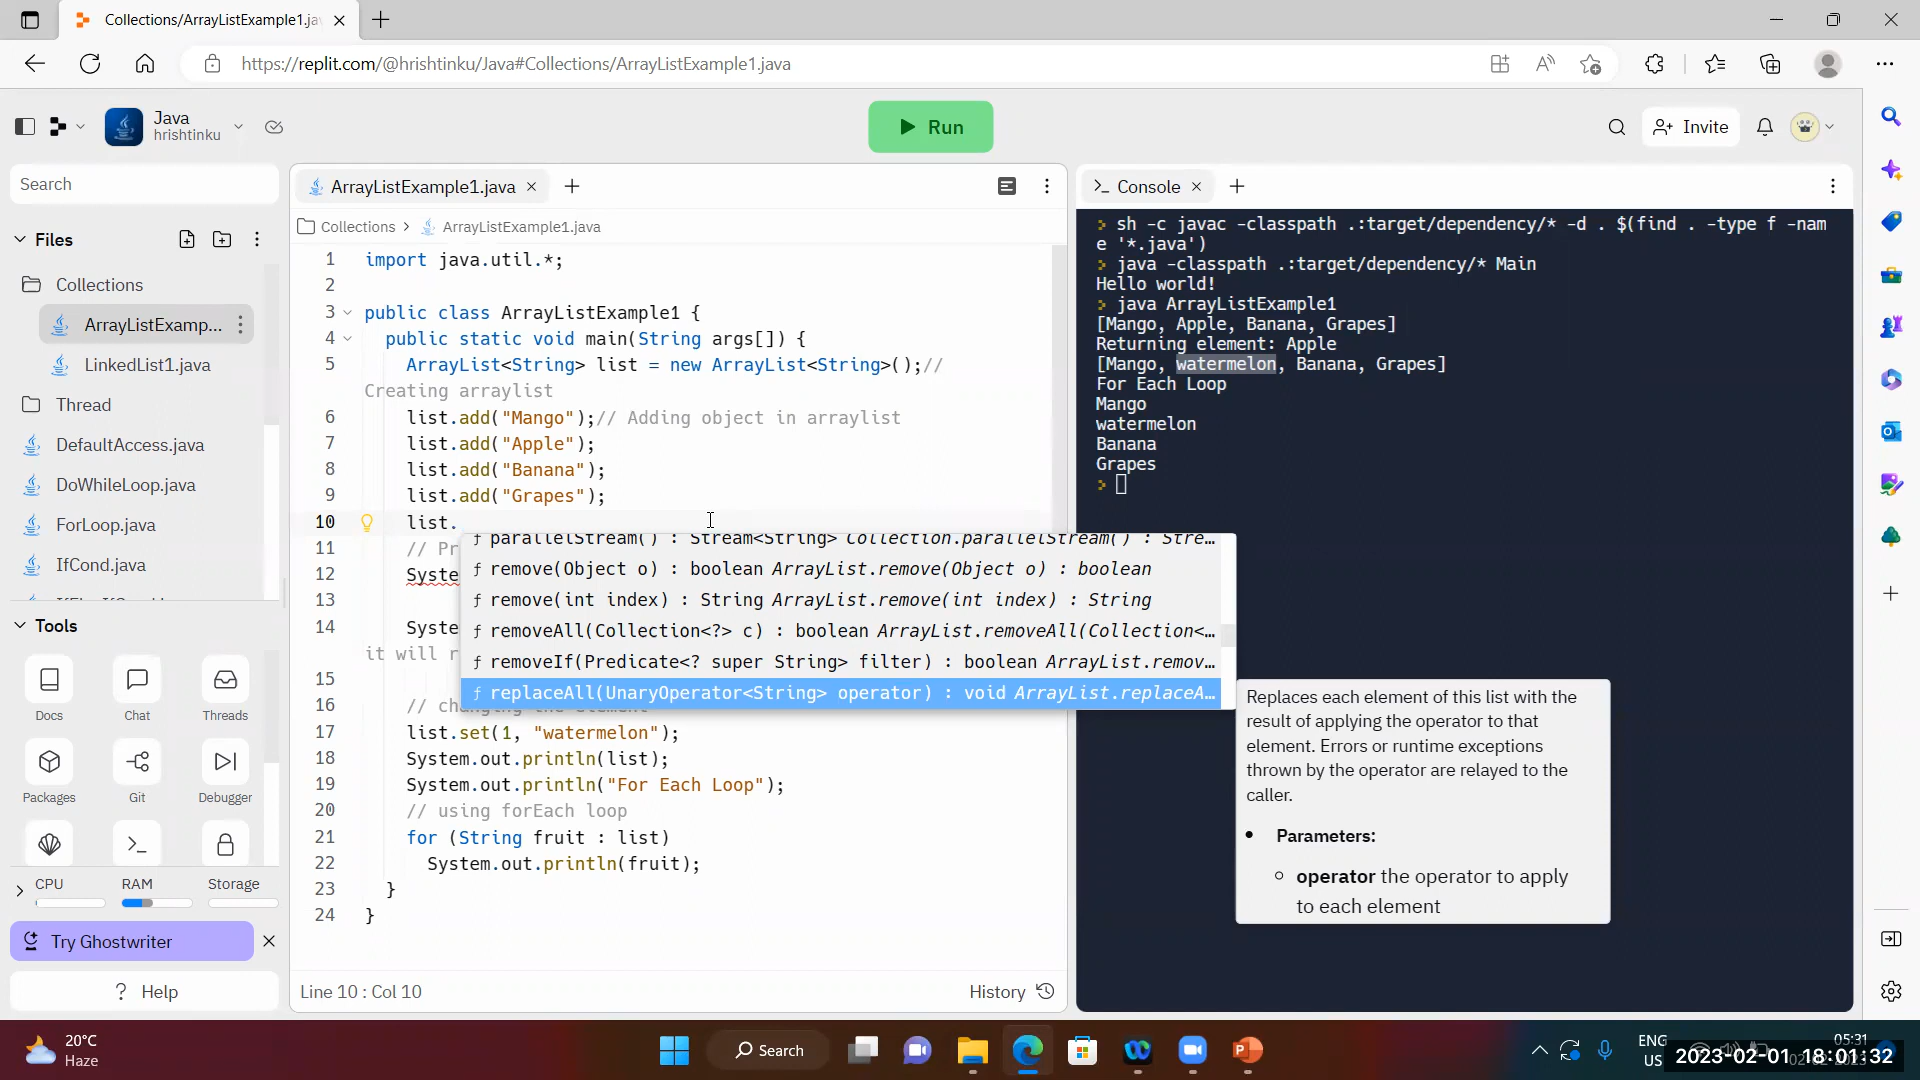 Collections/ArrayListExample1.ja
https://replit.com/@hrishtinku/Java#Collections/ArrayListExample1.java
Java
hrishtinku
Run
Invite
Search
Files
Collections
ArrayListExamp...
LinkedList1.java
Thread
DefaultAccess.java
DoWhileLoop.java
ForLoop.java
IfCond.java
Tools
Docs
Chat
Threads
Packages
Git
Debugger
CPU
RAM
Storage
Try Ghostwriter
? Help
ArrayListExample1.java
Collections > ArrayListExample1.java
1 import java.util.*;
2
3 public class ArrayListExample1 {
4 public static void main(String args[]) {
5 ArrayList<String> list = new ArrayList<String>();//
Creating arraylist
6 list.add("Mango");// Adding object in arraylist
7 list.add("Apple");
8 list.add("Banana");
9 list.add("Grapes");
10 list.
11 // Pr
12 Syste
13
14 Syste
it will r
15
16 // changing the element
17 list.set(1, "watermelon");
18 System.out.println(list);
19 System.out.println("For Each Loop");
20 // using forEach loop
21 for (String fruit : list)
22 System.out.println(fruit);
23 }
24 }
ƒ parallelStream() : Stream<String> Collection.parallelStream() : Stre...
ƒ remove(Object o) : boolean ArrayList.remove(Object o) : boolean
ƒ remove(int index) : String ArrayList.remove(int index) : String
ƒ removeAll(Collection<?> c) : boolean ArrayList.removeAll(Collection<...
ƒ removeIf(Predicate<? super String> filter) : boolean ArrayList.remov...
ƒ replaceAll(UnaryOperator<String> operator) : void ArrayList.replaceA...
Replaces each element of this list with the
result of applying the operator to that
element. Errors or runtime exceptions
thrown by the operator are relayed to the
caller.
Parameters:
operator the operator to apply
to each element
Line 10 : Col 10
History
Console
> sh -c javac -classpath .:target/dependency/* -d . $(find . -type f -nam
e '*.java')
> java -classpath .:target/dependency/* Main
Hello world!
> java ArrayListExample1
[Mango, Apple, Banana, Grapes]
Returning element: Apple
[Mango, watermelon, Banana, Grapes]
For Each Loop
Mango
watermelon
Banana
Grapes
>
20°C
Haze
Search
ENG
US
05:31
2023-02-01 18:01:32